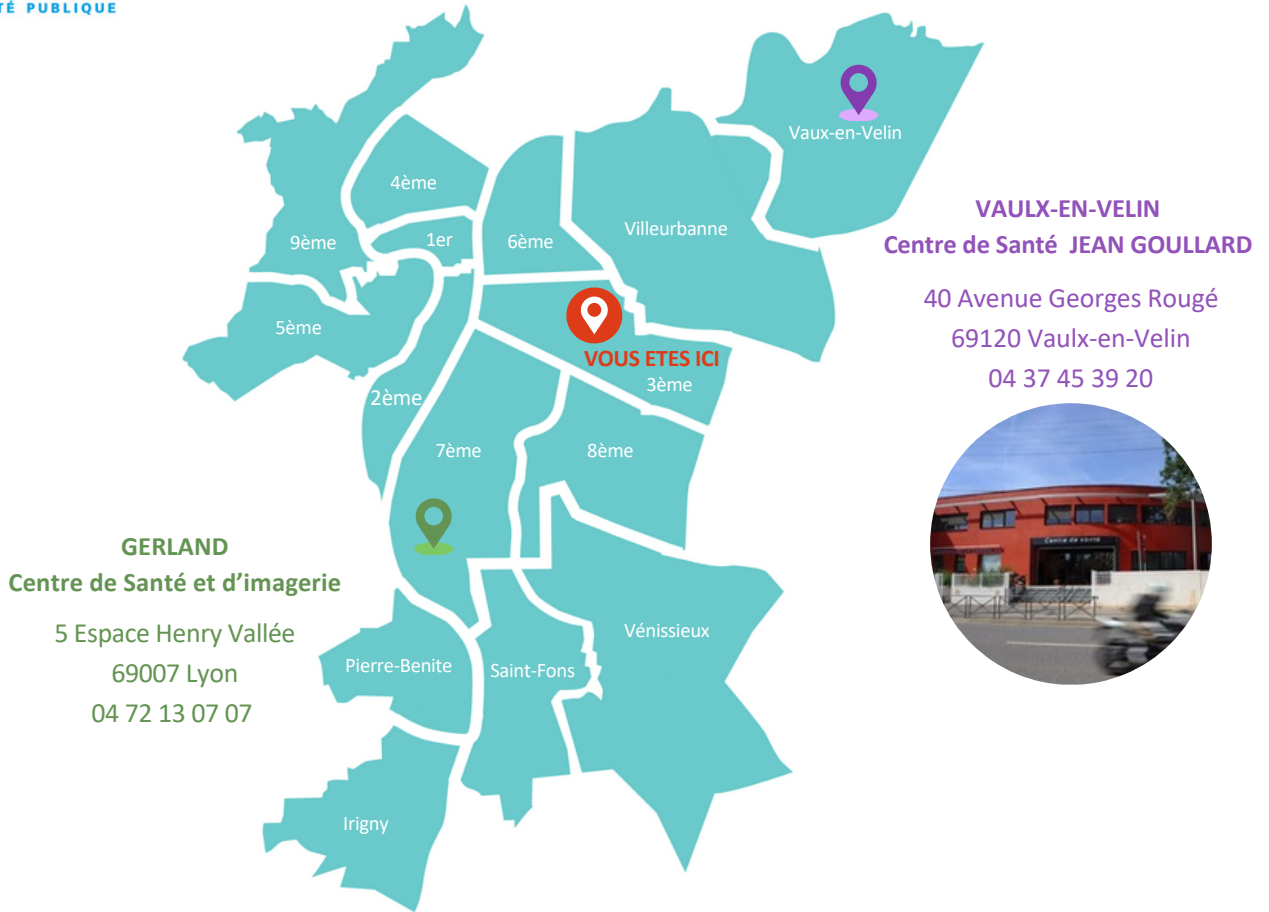 PUBLIQUE
Vaux-en-Velin
4ème
9ème
1er
6ème
Villeurbanne
5ème
VOUS ETES ICI
3ème
2ème
7ème
8ème
Pierre-Benite
Saint-Fons
Vénissieux
Irigny
VAULX-EN-VELIN
Centre de Santé JEAN GOULLARD
40 Avenue Georges Rougé
69120 Vaulx-en-Velin
04 37 45 39 20
Centre de santé
GERLAND
Centre de Santé et d’imagerie
5 Espace Henry Vallée
69007 Lyon
04 72 13 07 07